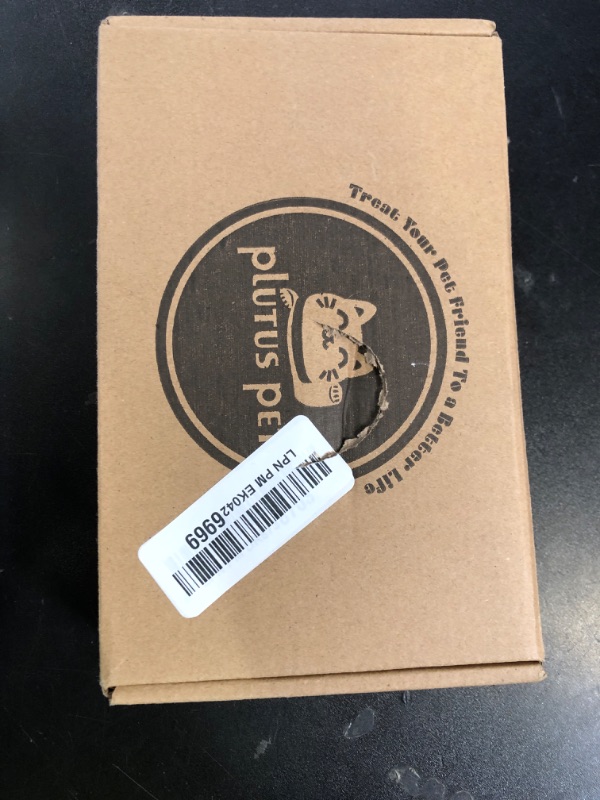 Treat Your Pet Friend To a Better Life
plutus pe
LPN PM EK0426969